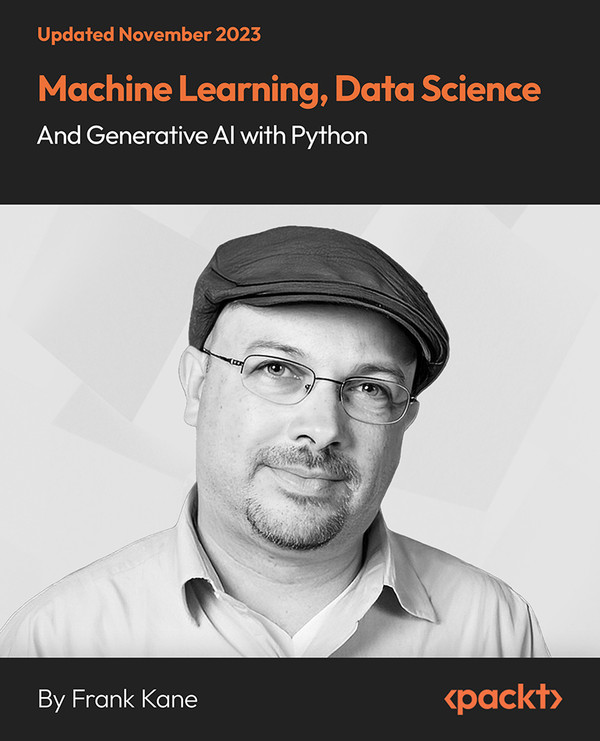 Updated November 2023
Machine Learning, Data Science
And Generative AI with Python
By Frank Kane
<packt>